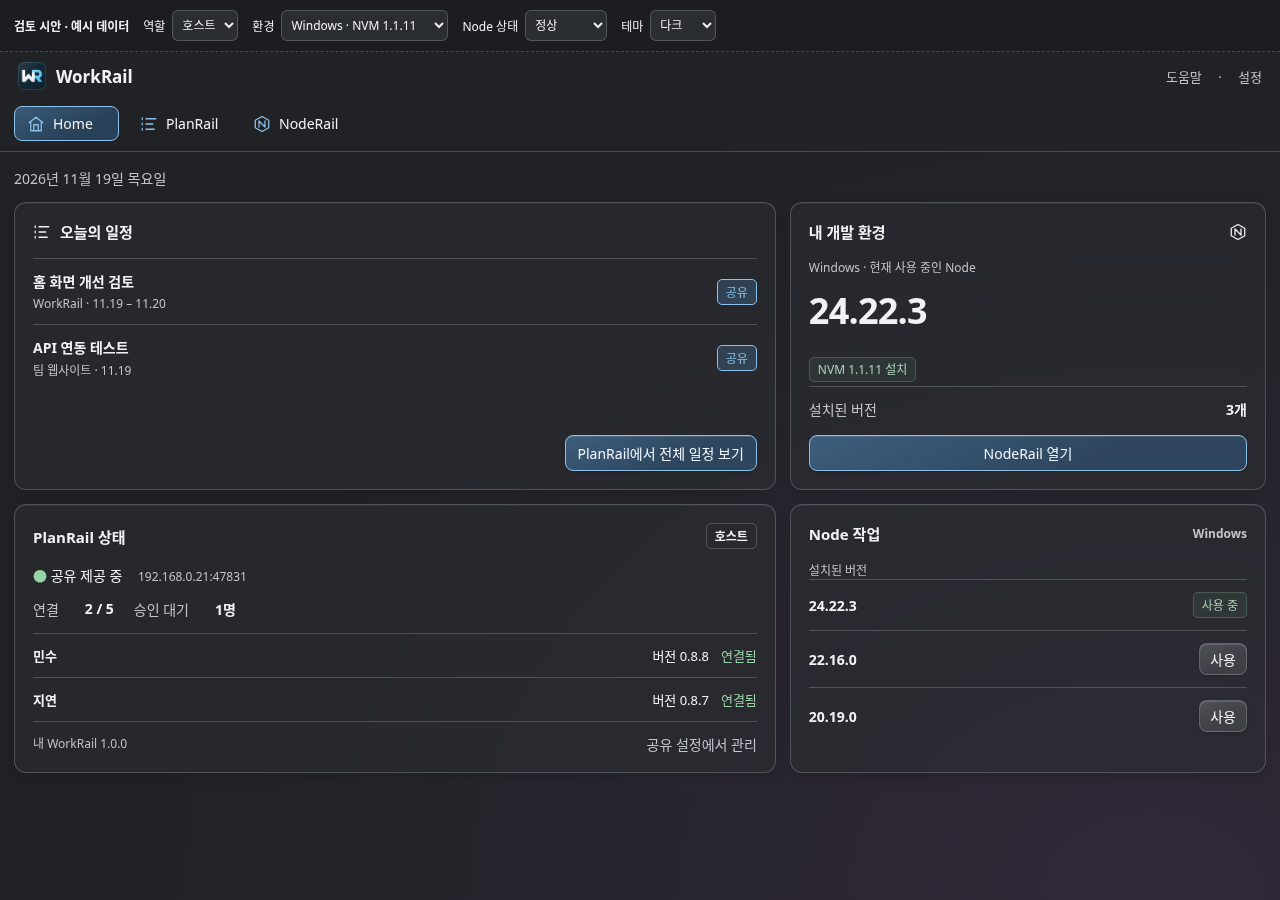 검토 시안 · 예시 데이터 역할 호스트 환경 Windows · NVM 1.1.11 Node 상태 정상 테마 다크
WR WorkRail 도움말 · 설정
Home PlanRail NodeRail
2026년 11월 19일 목요일
오늘의 일정
홈 화면 개선 검토
WorkRail · 11.19 – 11.20
공유
API 연동 테스트
팀 웹사이트 · 11.19
공유
PlanRail에서 전체 일정 보기
내 개발 환경
Windows · 현재 사용 중인 Node
24.22.3
NVM 1.1.11 설치
설치된 버전 3개
NodeRail 열기
PlanRail 상태 호스트
공유 제공 중 192.168.0.21:47831
연결 2 / 5 승인 대기 1명
민수 버전 0.8.8 연결됨
지연 버전 0.8.7 연결됨
내 WorkRail 1.0.0 공유 설정에서 관리
Node 작업 Windows
설치된 버전
24.22.3 사용 중
22.16.0 사용
20.19.0 사용